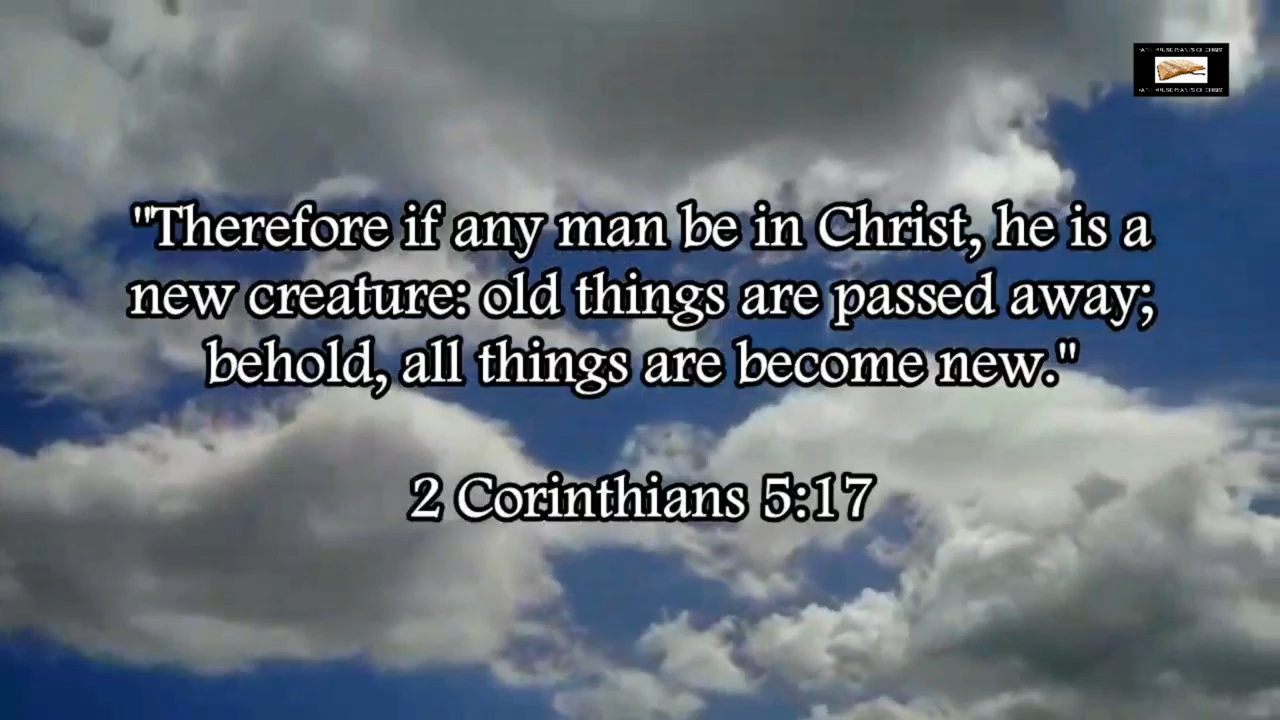 "Therefore if any man be in Christ, he is a
new creature: old things are passed away;
behold, all things are become new."
2 Corinthians 5:17